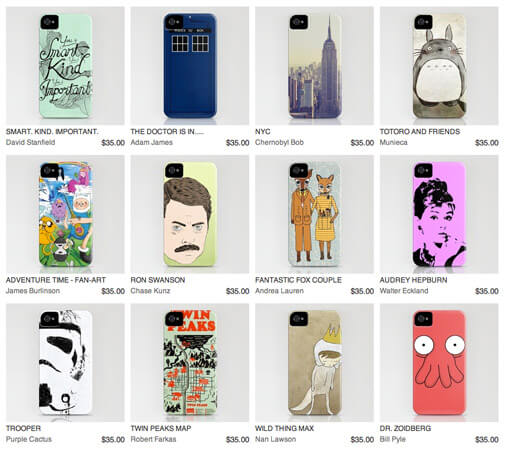 You is
Smart
You is
Kind
You is
Important
SMART. KIND. IMPORTANT.
David Stanfield $35.00
THE DOCTOR IS IN.....
Adam James $35.00
NYC
Chernobyl Bob $35.00
TOTORO AND FRIENDS
Munieca $35.00
ADVENTURE TIME - FAN-ART
James Burlinson $35.00
RON SWANSON
Chase Kunz $35.00
FANTASTIC FOX COUPLE
Andrea Lauren $35.00
AUDREY HEPBURN
Walter Eckland $35.00
TWIN
PEAKS
TROOPER
Purple Cactus $35.00
TWIN PEAKS MAP
Robert Farkas $35.00
WILD THING MAX
Nan Lawson $35.00
DR. ZOIDBERG
Bill Pyle $35.00